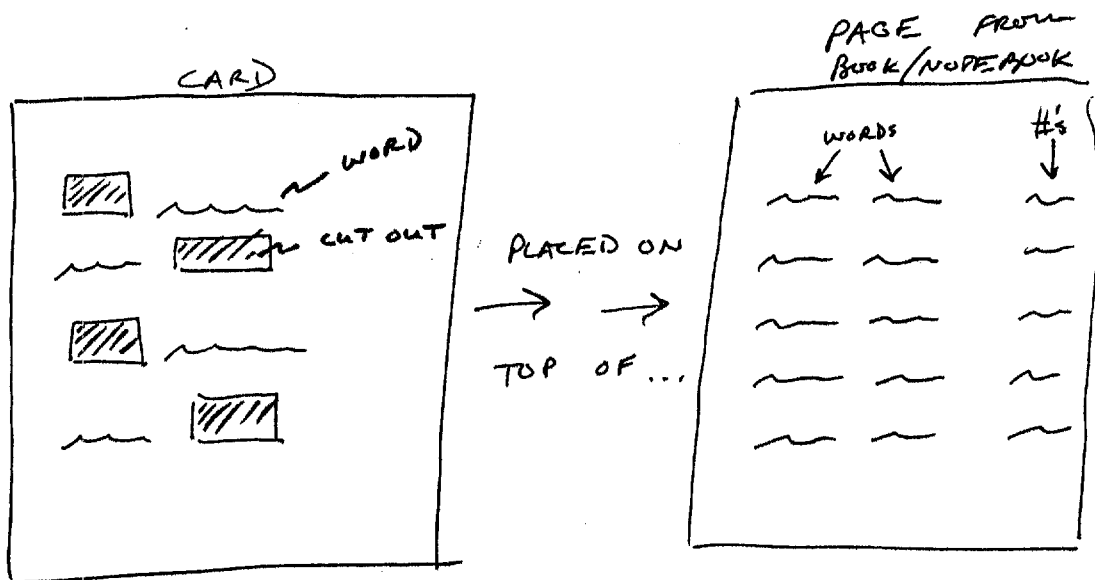 CARD
WORD
CUT OUT
PLACED ON
TOP OF ...
PAGE FROM
BOOK/NOTEBOOK
WORDS
#'s